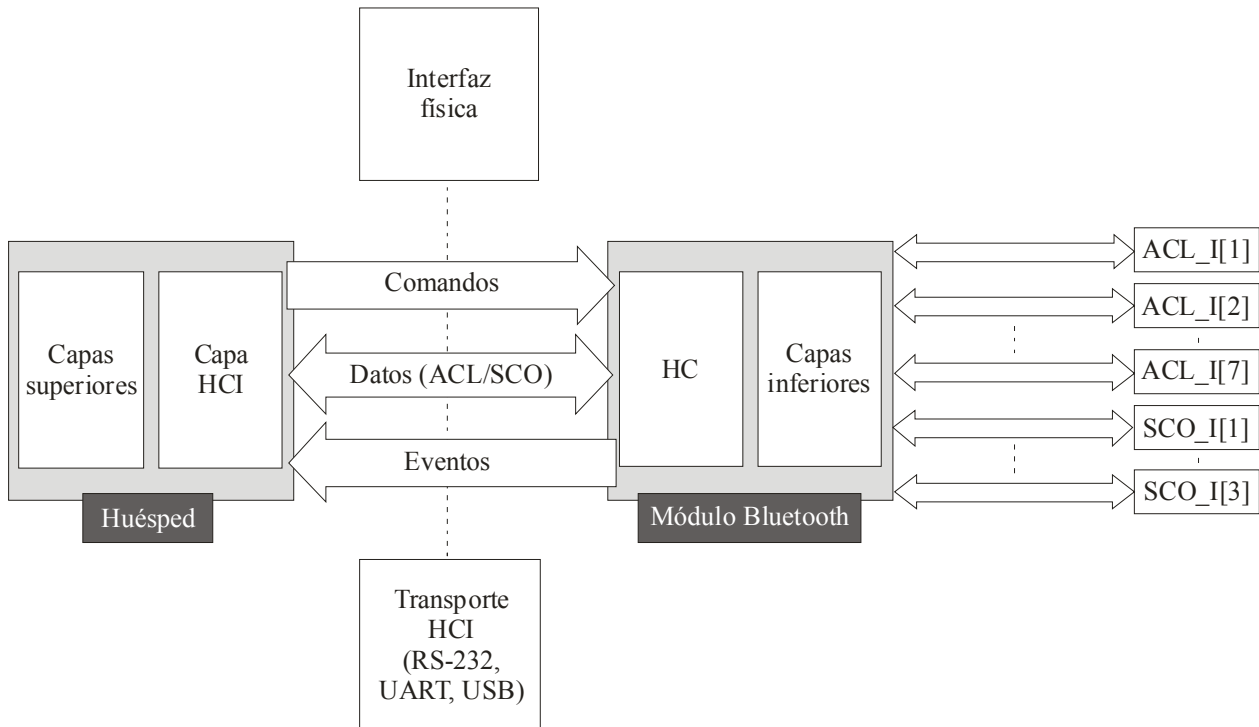 Interfaz
física
Capas
superiores
Capa
HCI
Huésped
Comandos
Datos (ACL/SCO)
Eventos
HC
Capas
inferiores
Módulo Bluetooth
ACL_I[1]
ACL_I[2]
ACL_I[7]
SCO_I[1]
SCO_I[3]
Transporte
HCI
(RS-232,
UART, USB)